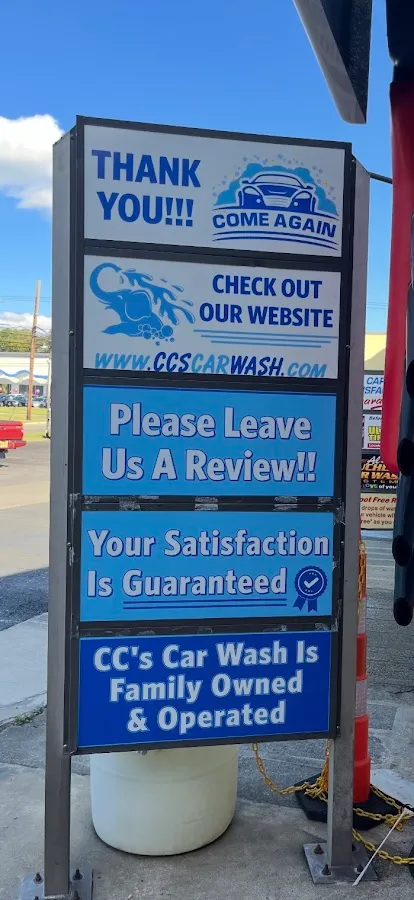 THANK
YOU!!!
COME AGAIN
CHECK OUT
OUR WEBSITE
WWW.CCSCARWASH.COM
Please Leave
Us A Review!!
Your Satisfaction
Is Guaranteed
CC's Car Wash Is
Family Owned
& Operated